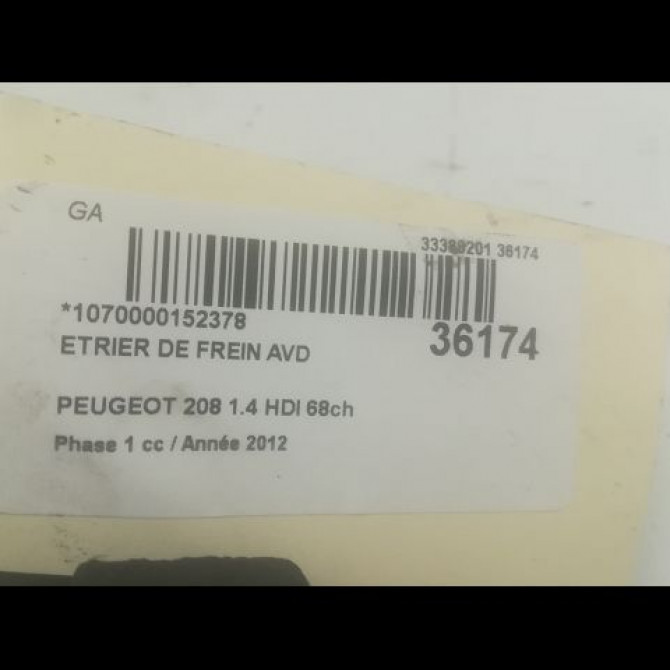 GA
33389201 36174
*1070000152378
36174
ETRIER DE FREIN AVD
PEUGEOT 208 1.4 HDI 68ch
Phase 1 cc / Année 2012